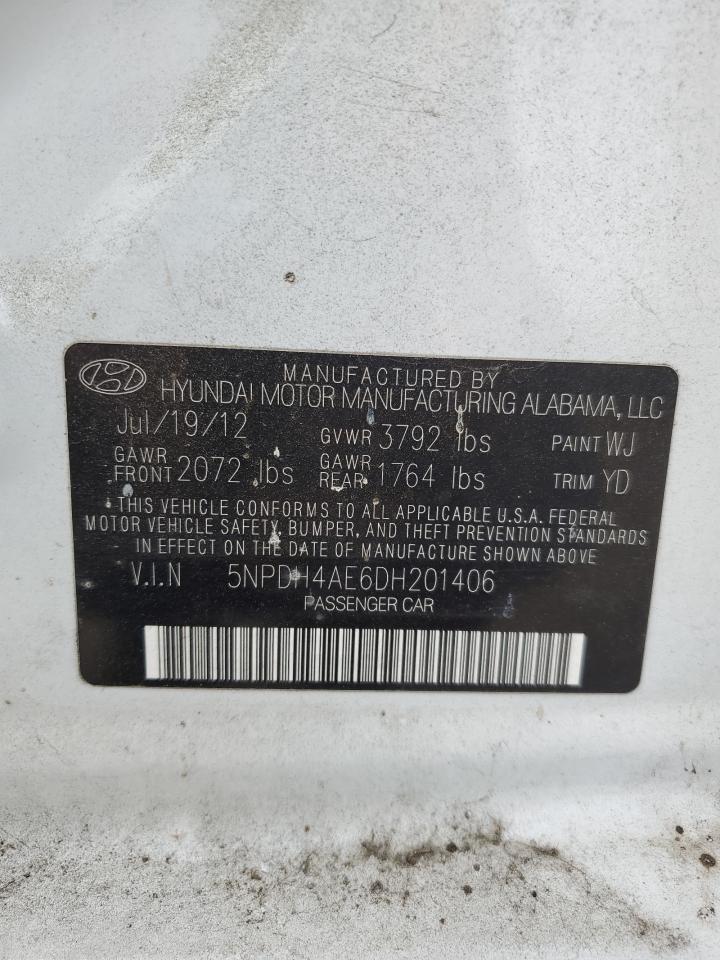 MANUFACTURED BY
HYUNDAI MOTOR MANUFACTURING ALABAMA, LLC
Jul/19/12 GVWR 3792 lbs PAINT WJ
GAWR FRONT 2072 lbs GAWR REAR 1764 lbs TRIM YD
THIS VEHICLE CONFORMS TO ALL APPLICABLE U.S.A. FEDERAL
MOTOR VEHICLE SAFETY, BUMPER, AND THEFT PREVENTION STANDARDS
IN EFFECT ON THE DATE OF MANUFACTURE SHOWN ABOVE
V.I.N 5NPDH4AE6DH201406
PASSENGER CAR